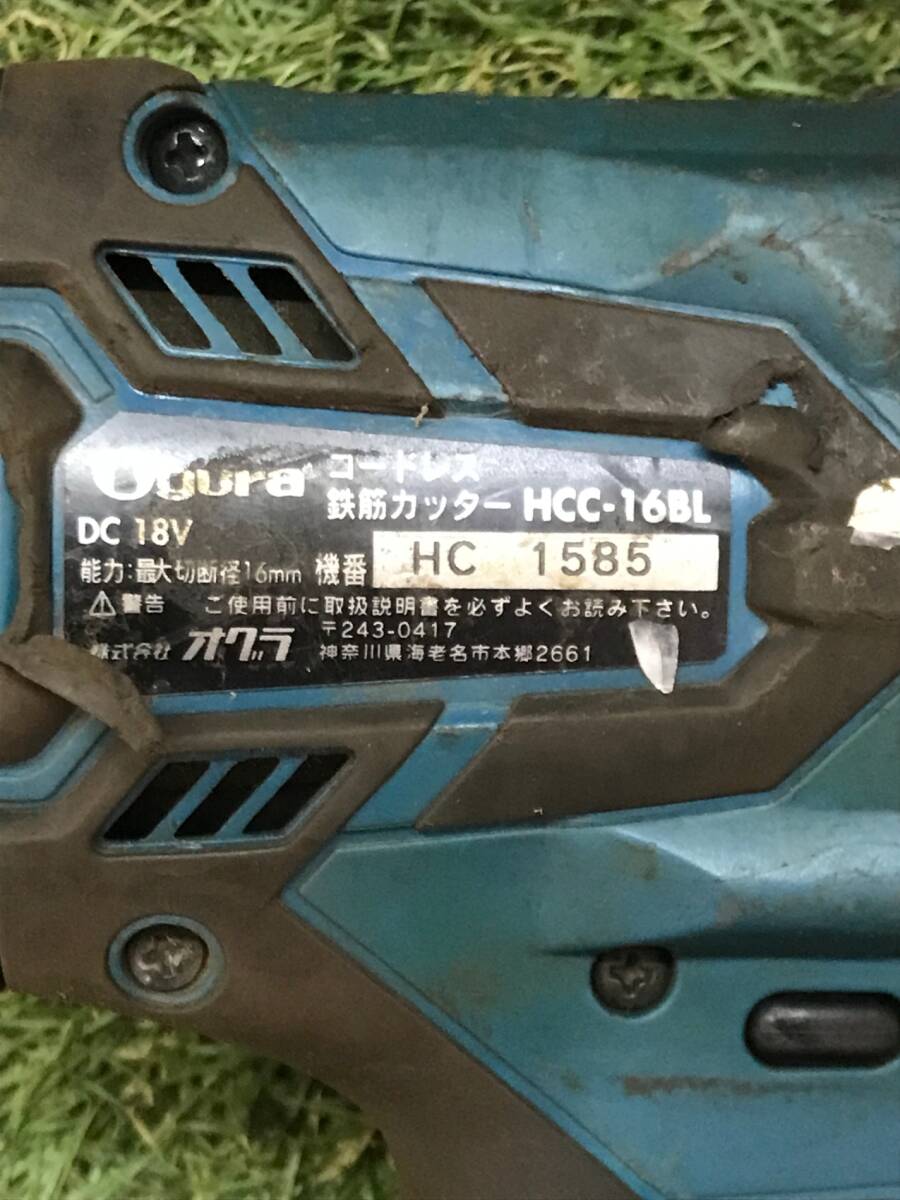 Ogura コードレス
鉄筋カッター HCC-16BL
DC 18V
能力:最大切断径16mm 機番 HC 1585
⚠警告 ご使用前に取扱説明書を必ずよくお読み下さい。
〒243-0417
株式会社 オグラ 神奈川県海老名市本郷2661